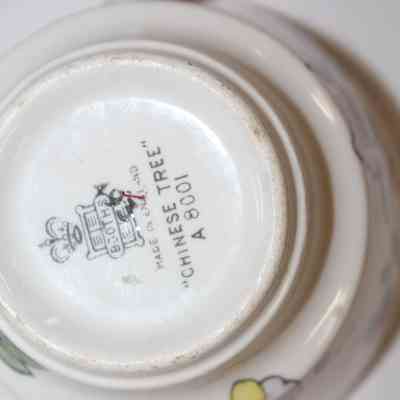 BOOTHS
MADE IN ENGLAND
"CHINESE TREE"
A 8001